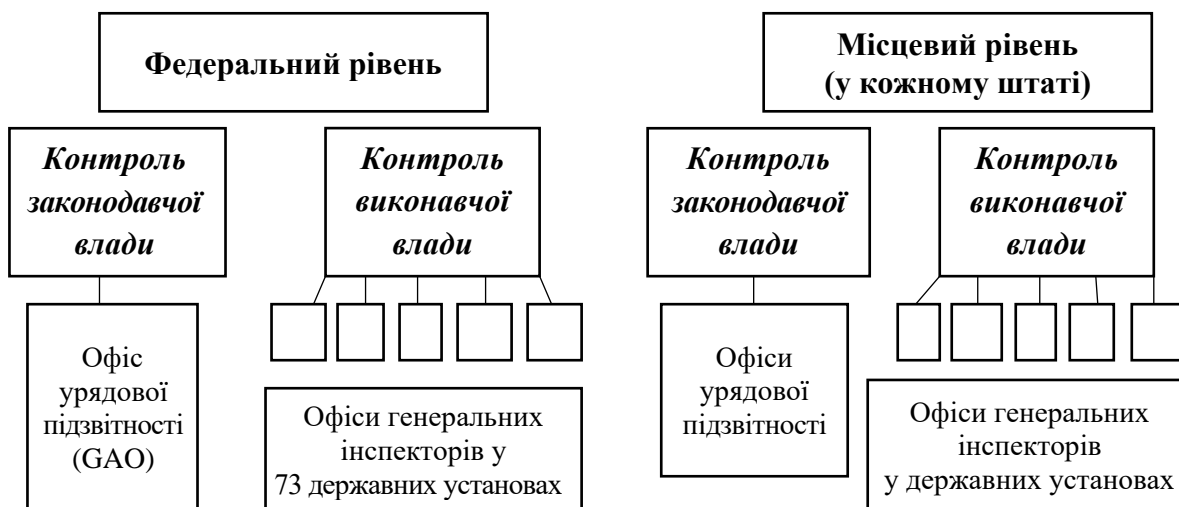 Федеральний рівень
Місцевий рівень
(у кожному штаті)
Контроль
законодавчої
влади
Контроль
виконавчої
влади
Контроль
законодавчої
влади
Контроль
виконавчої
влади
Офіс
урядової
підзвітності
(GAO)
Офіси генеральних
інспекторів у
73 державних установах
Офіси
урядової
підзвітності
Офіси генеральних
інспекторів
у державних установах